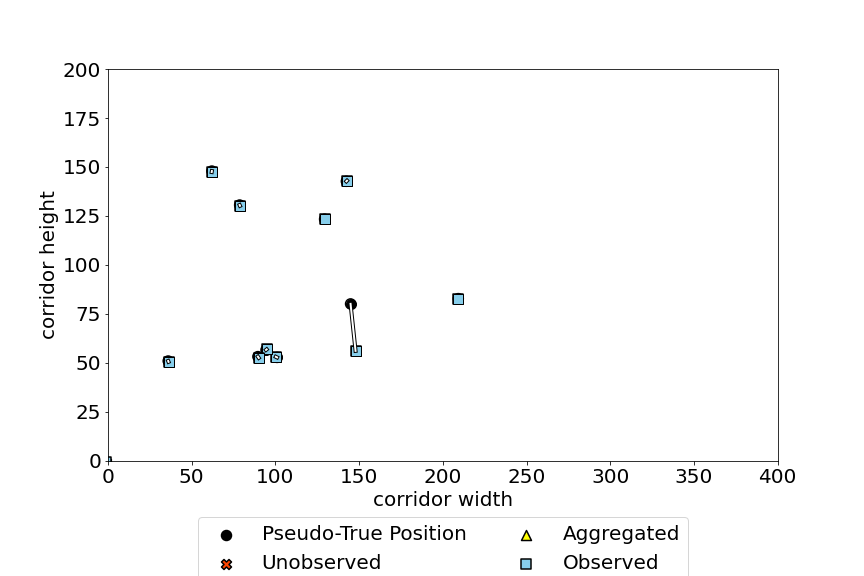 200
175
150
125
100
75
50
25
0
corridor height
0 50 100 150 200 250 300 350 400
corridor width
Pseudo-True Position Aggregated
Unobserved Observed